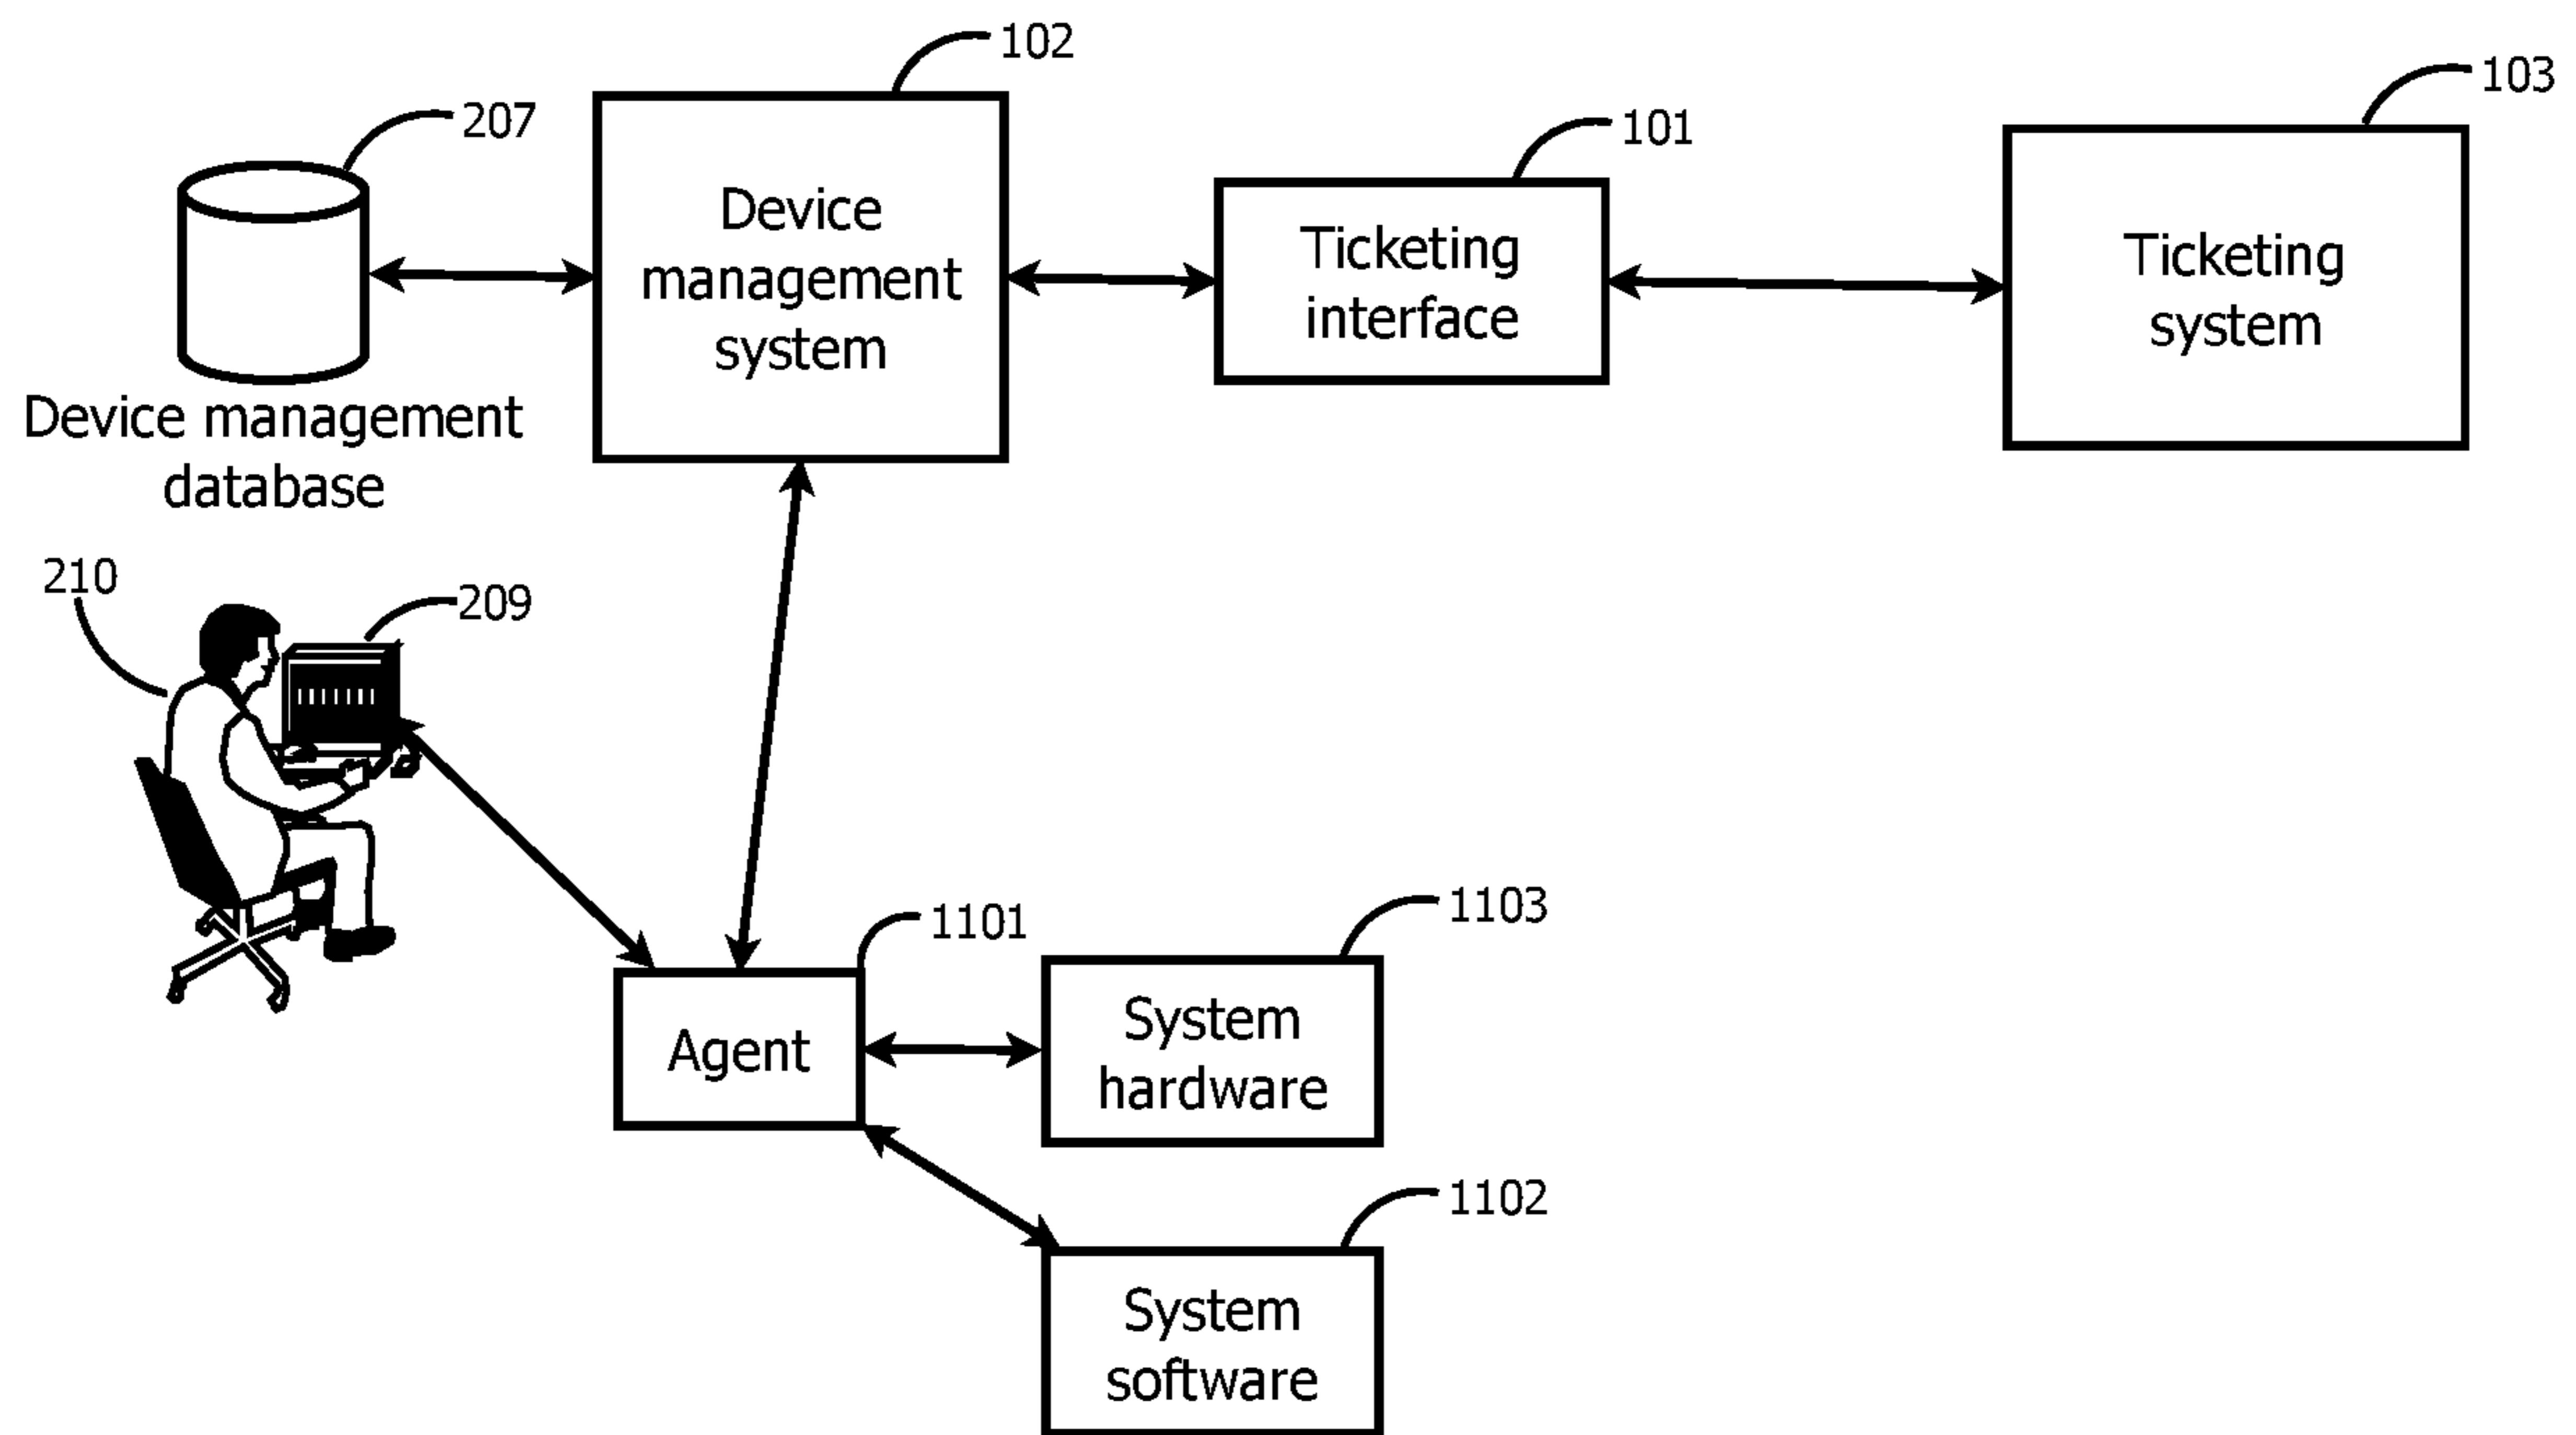 102
103
207
101
Device
management
system
Ticketing
interface
Ticketing
system
Device management
database
210
209
1101
1103
Agent
System
hardware
1102
System
software